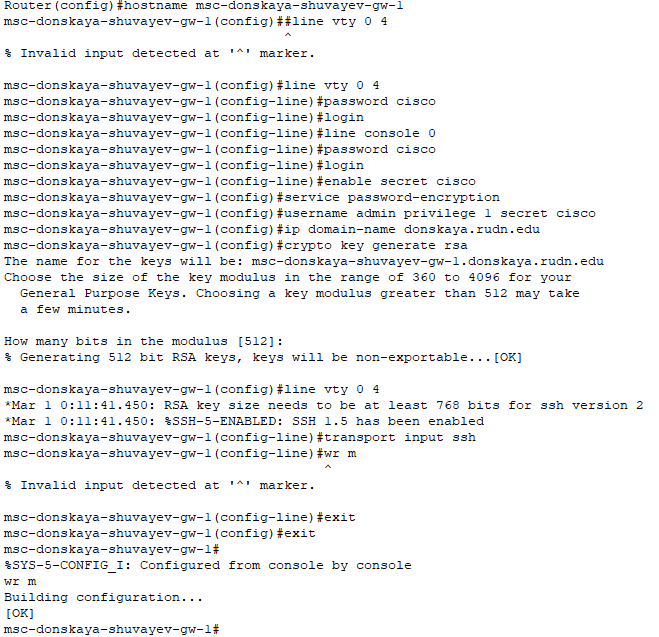 Router(config)#hostname msc-donskaya-shuvayev-gw-1
msc-donskaya-shuvayev-gw-1(config)##line vty 0 4
^
% Invalid input detected at '^' marker.
msc-donskaya-shuvayev-gw-1(config)#line vty 0 4
msc-donskaya-shuvayev-gw-1(config-line)#password cisco
msc-donskaya-shuvayev-gw-1(config-line)#login
msc-donskaya-shuvayev-gw-1(config-line)#line console 0
msc-donskaya-shuvayev-gw-1(config-line)#password cisco
msc-donskaya-shuvayev-gw-1(config-line)#login
msc-donskaya-shuvayev-gw-1(config-line)#enable secret cisco
msc-donskaya-shuvayev-gw-1(config)#service password-encryption
msc-donskaya-shuvayev-gw-1(config)#username admin privilege 1 secret cisco
msc-donskaya-shuvayev-gw-1(config)#ip domain-name donskaya.rudn.edu
msc-donskaya-shuvayev-gw-1(config)#crypto key generate rsa
The name for the keys will be: msc-donskaya-shuvayev-gw-1.donskaya.rudn.edu
Choose the size of the key modulus in the range of 360 to 4096 for your
General Purpose Keys. Choosing a key modulus greater than 512 may take
a few minutes.
How many bits in the modulus [512]:
% Generating 512 bit RSA keys, keys will be non-exportable...[OK]
msc-donskaya-shuvayev-gw-1(config)#line vty 0 4
*Mar 1 0:11:41.450: RSA key size needs to be at least 768 bits for ssh version 2
*Mar 1 0:11:41.450: %SSH-5-ENABLED: SSH 1.5 has been enabled
msc-donskaya-shuvayev-gw-1(config-line)#transport input ssh
msc-donskaya-shuvayev-gw-1(config-line)#wr m
^
% Invalid input detected at '^' marker.
msc-donskaya-shuvayev-gw-1(config-line)#exit
msc-donskaya-shuvayev-gw-1(config)#exit
msc-donskaya-shuvayev-gw-1#
%SYS-5-CONFIG_I: Configured from console by console
wr m
Building configuration...
[OK]
msc-donskaya-shuvayev-gw-1#